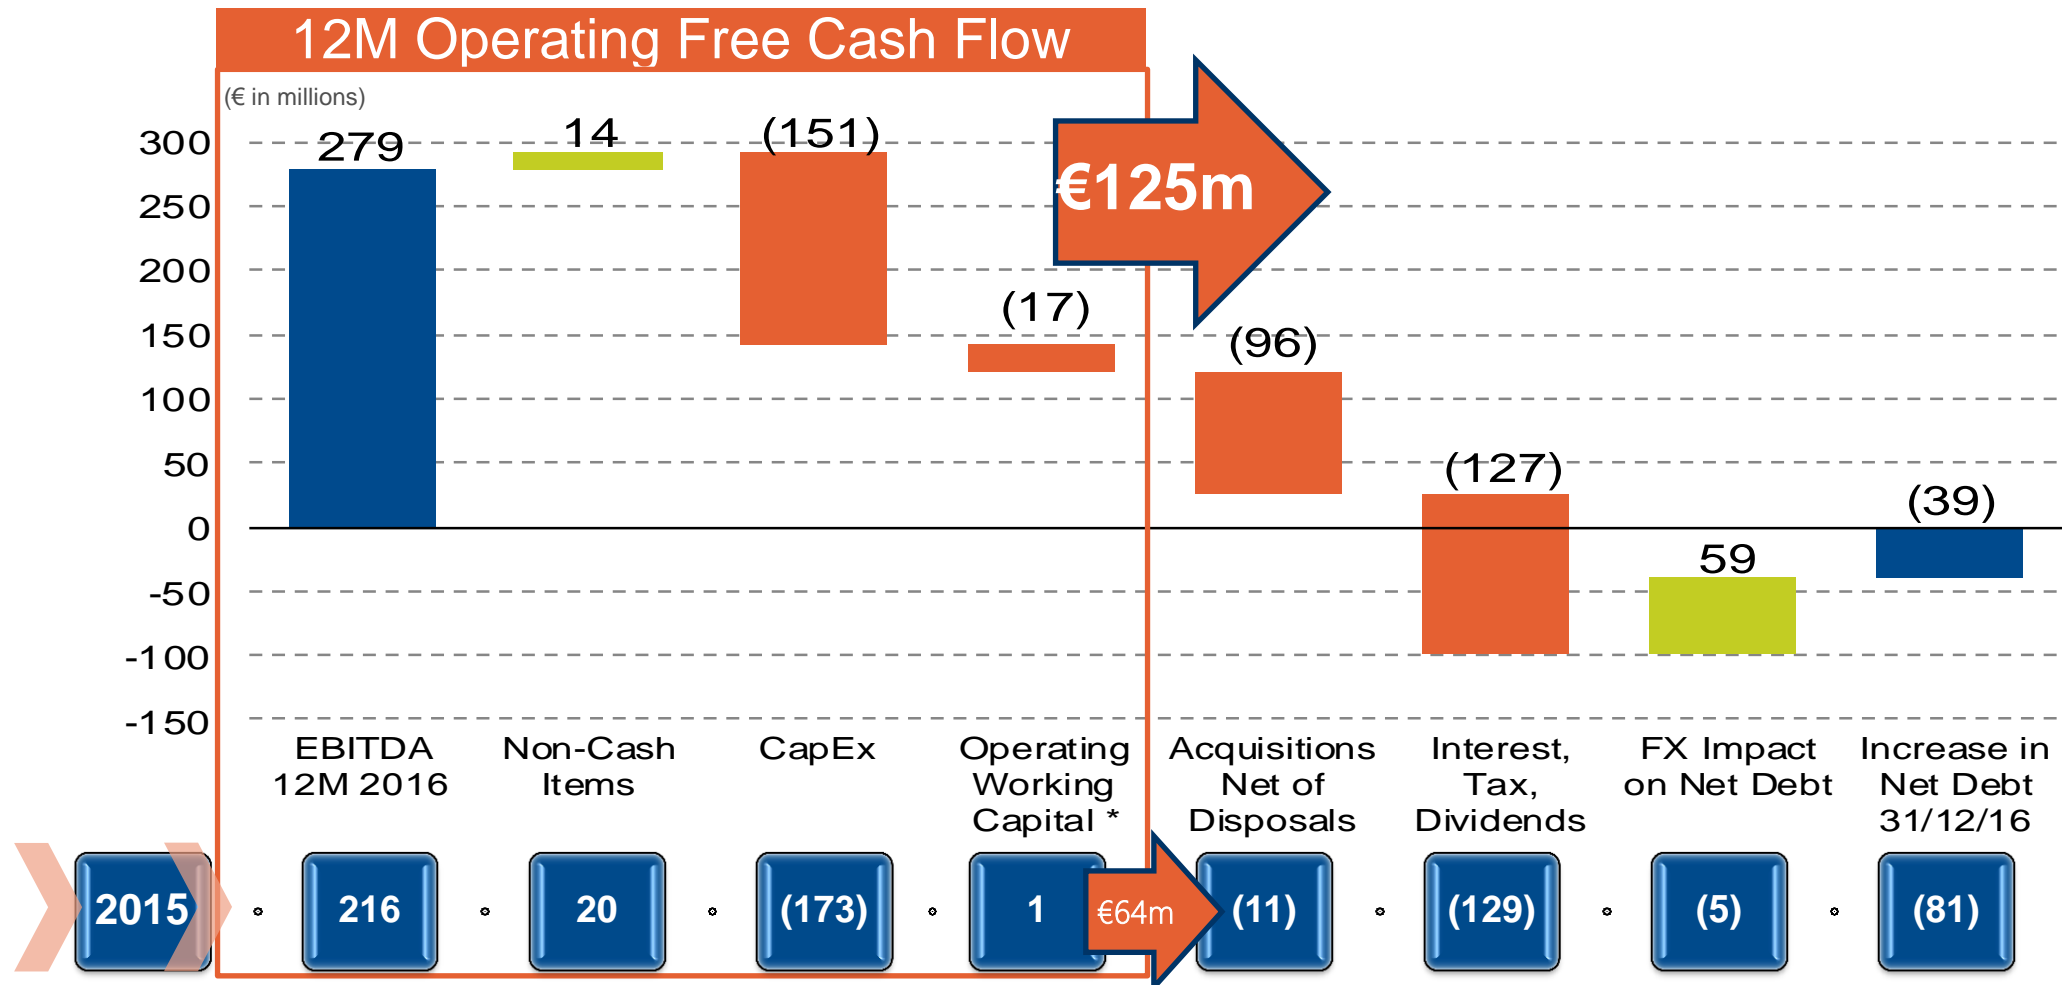 12M Operating Free Cash Flow
(€ in millions)
300
250
200
150
100
50
0
-50
-100
-150
279
14
(151)
(17)
€125m
(96)
(127)
59
(39)
EBITDA
12M 2016
Non-Cash
Items
CapEx
Operating
Working
Capital *
Acquisitions
Net of
Disposals
Interest,
Tax,
Dividends
FX Impact
on Net Debt
Increase in
Net Debt
31/12/16
2015
216
20
(173)
1
€64m
(11)
(129)
(5)
(81)